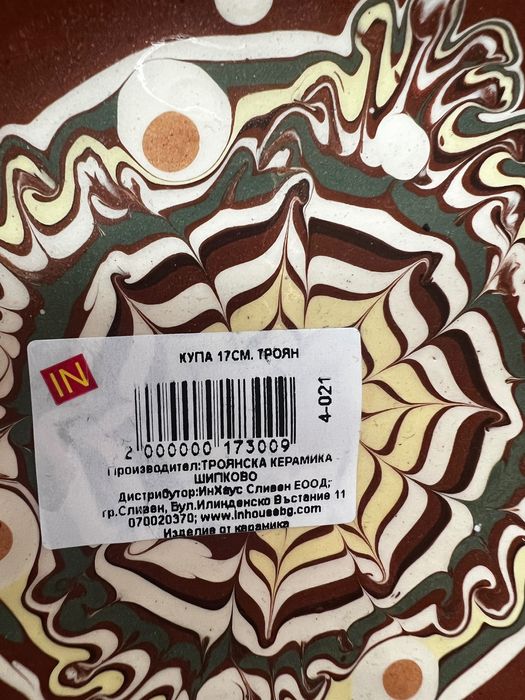 IN
КУПА 17СМ. ТРОЯН
4-021
2 000000 173009
Производител:ТРОЯНСКА КЕРАМИКА -
ШИПКОВО
Дистрибутор:ИнХаус Сливен ЕООД;
гр.Сливен, Бул.Илинденско Въстание 11
070020370; www.inhousebg.com
Изделие от керамика